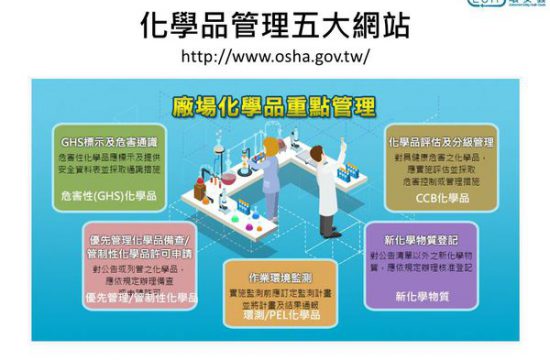 化學品管理五大網站
http://www.osha.gov.tw/
廠場化學品重點管理
GHS標示及危害通識
危害性化學品應標示及提供
安全資料表並採取通識措施
危害性(GHS)化學品
化學品評估及分級管理
對具健康危害之化學品，
應實施評估並採取
危害控制或管理措施
CCB化學品
優先管理化學品備查/
管制性化學品許可申請
對公告或列管之化學品，
應依規定辦理備查
優先管理/管制性化學品
作業環境監測
實施監測前應訂定監測計畫
並將計畫及結果通報
環測/PEL化學品
新化學物質登記
對公告清單以外之新化學物
質，應依規定辦理核准登記
新化學物質